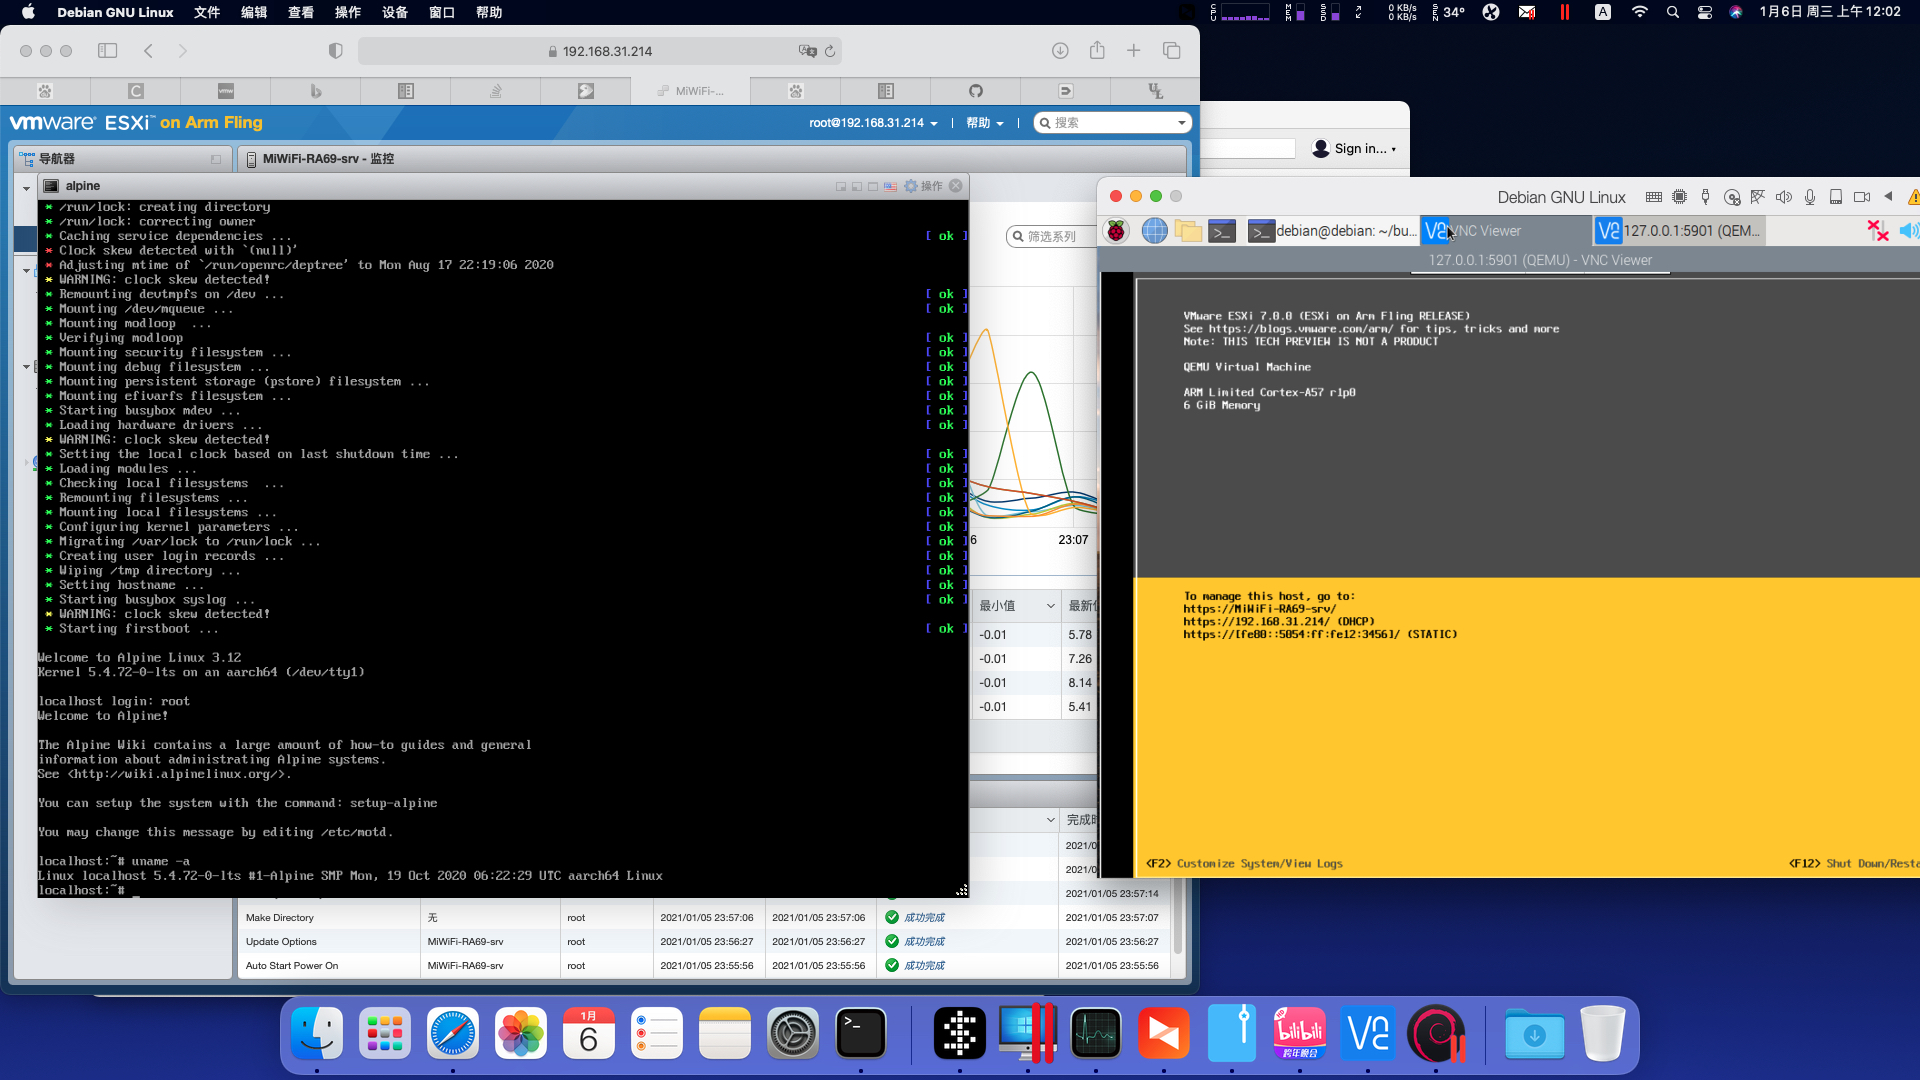 Debian GNU Linux 文件 编辑 查看 操作 设备 窗口 帮助
0 KB/s
0 KB/s
34°
1月6日 周三 上午 12:02
192.168.31.214
MiWiFi-...
vmware ESXi on Arm Fling
root@192.168.31.214 | 帮助 | 搜索
导航器
MiWiFi-RA69-srv - 监控
alpine
操作
* /run/lock: creating directory
* /run/lock: correcting owner
* Caching service dependencies ... [ ok ]
* Clock skew detected with `(null)'
* Adjusting mtime of `/run/openrc/deptree' to Mon Aug 17 22:19:06 2020
* WARNING: clock skew detected!
* Remounting devtmpfs on /dev ... [ ok ]
* Mounting /dev/mqueue ... [ ok ]
* Mounting modloop  ...
* Verifying modloop [ ok ]
* Mounting security filesystem ... [ ok ]
* Mounting debug filesystem ... [ ok ]
* Mounting persistent storage (pstore) filesystem ... [ ok ]
* Mounting efivarfs filesystem ... [ ok ]
* Starting busybox mdev ... [ ok ]
* Loading hardware drivers ... [ ok ]
* WARNING: clock skew detected!
* Setting the local clock based on last shutdown time ... [ ok ]
* Loading modules ... [ ok ]
* Checking local filesystems  ... [ ok ]
* Remounting filesystems ... [ ok ]
* Mounting local filesystems ... [ ok ]
* Configuring kernel parameters ... [ ok ]
* Migrating /var/lock to /run/lock ... [ ok ]
* Creating user login records ... [ ok ]
* Wiping /tmp directory ... [ ok ]
* Setting hostname ... [ ok ]
* Starting busybox syslog ... [ ok ]
* WARNING: clock skew detected!
* Starting firstboot ... [ ok ]
Welcome to Alpine Linux 3.12
Kernel 5.4.72-0-lts on an aarch64 (/dev/tty1)
localhost login: root
Welcome to Alpine!
The Alpine Wiki contains a large amount of how-to guides and general
information about administrating Alpine systems.
See <http://wiki.alpinelinux.org/>.
You can setup the system with the command: setup-alpine
You may change this message by editing /etc/motd.
localhost:~# uname -a
Linux localhost 5.4.72-0-lts #1-Alpine SMP Mon, 19 Oct 2020 06:22:29 UTC aarch64 Linux
localhost:~#
筛选系列
6 23:07
最小值 最新
-0.01 5.78
-0.01 7.26
-0.01 8.14
-0.01 5.41
完成
2021/0
2021/0
2021/01/05 23:57:14
Make Directory 无 root 2021/01/05 23:57:06 2021/01/05 23:57:06 成功完成 2021/01/05 23:57:07
Update Options MiWiFi-RA69-srv root 2021/01/05 23:56:27 2021/01/05 23:56:27 成功完成 2021/01/05 23:56:27
Auto Start Power On MiWiFi-RA69-srv root 2021/01/05 23:55:56 2021/01/05 23:55:56 成功完成 2021/01/05 23:55:56
Sign in...
Debian GNU Linux
debian@debian: ~/bu... VNC Viewer 127.0.0.1:5901 (QEM...
127.0.0.1:5901 (QEMU) - VNC Viewer
VMware ESXi 7.0.0 (ESXi on Arm Fling RELEASE)
See https://blogs.vmware.com/arm/ for tips, tricks and more
Note: THIS TECH PREVIEW IS NOT A PRODUCT
QEMU Virtual Machine
ARM Limited Cortex-A57 r1p0
6 GiB Memory
To manage this host, go to:
https://MiWiFi-RA69-srv/
https://192.168.31.214/ (DHCP)
https://[fe80::5054:ff:fe12:3456]/ (STATIC)
<F2> Customize System/View Logs
<F12> Shut Down/Resta
1月
6
bilibili
跨年晚会